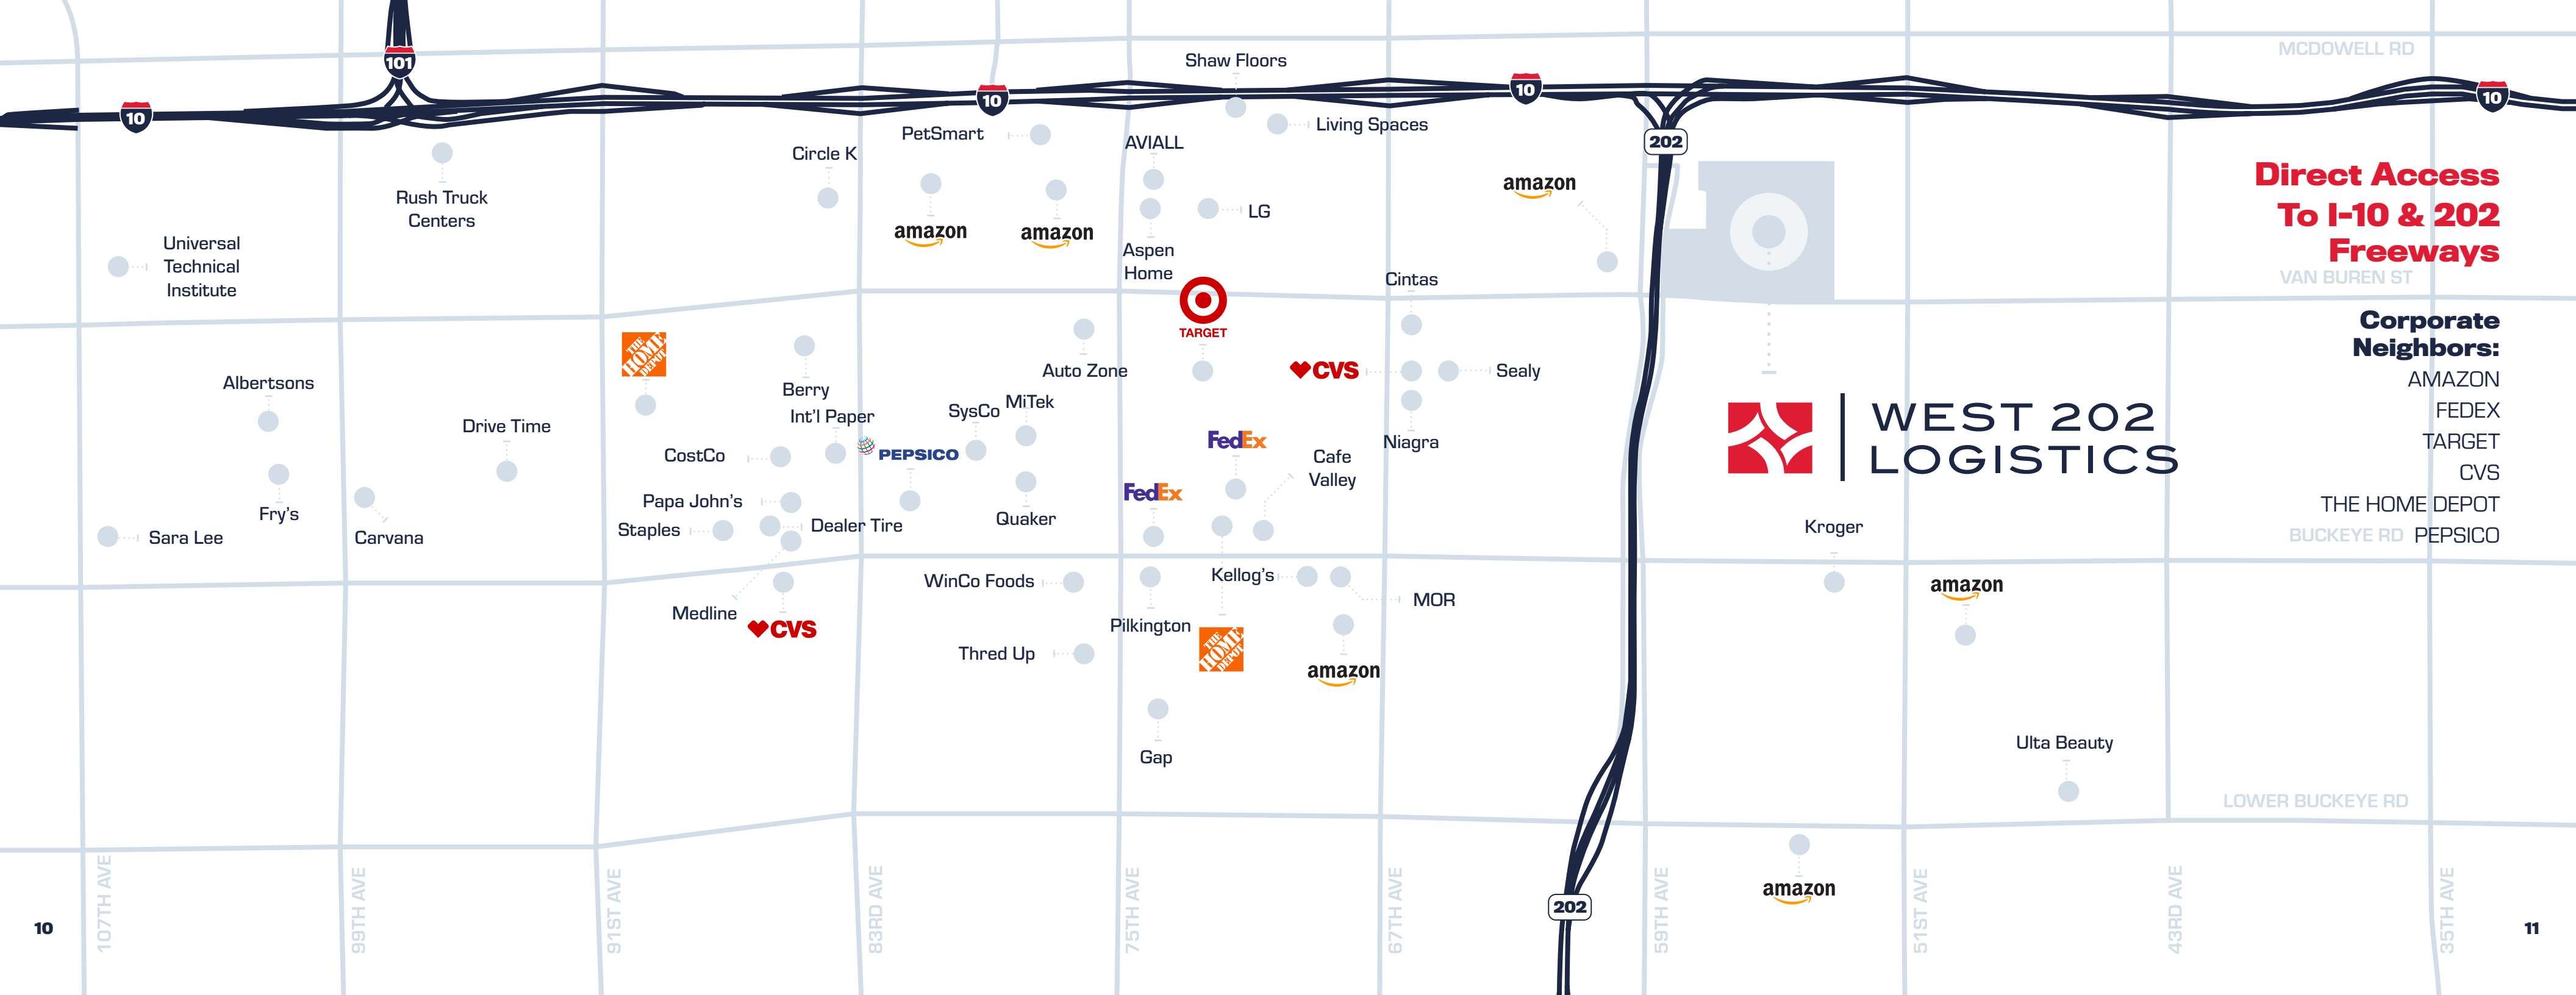 MCDOWELL RD
101
Shaw Floors
10
10
10
10
PetSmart
Living Spaces
202
AVIALL
Circle K
Direct Access
To I-10 & 202
Freeways
amazon
Rush Truck
Centers
LG
amazon
amazon
Universal
Technical
Institute
Aspen
Home
VAN BUREN ST
Cintas
TARGET
Corporate
Neighbors:
AMAZON
FEDEX
TARGET
CVS
THE HOME DEPOT
PEPSICO
THE
HOME
DEPOT
Auto Zone
CVS
Sealy
Albertsons
Berry
MiTek
SysCo
Int'l Paper
Drive Time
WEST 202
LOGISTICS
FedEx
Niagra
CostCo
PEPSICO
Cafe
Valley
FedEx
Papa John's
Fry's
Quaker
Staples
Dealer Tire
Kroger
Sara Lee
Carvana
BUCKEYE RD
WinCo Foods
Kellog's
amazon
MOR
Medline
CVS
Pilkington
THE
HOME
DEPOT
Thred Up
amazon
Gap
Ulta Beauty
LOWER BUCKEYE RD
amazon
202
107TH AVE
99TH AVE
91ST AVE
83RD AVE
75TH AVE
67TH AVE
59TH AVE
51ST AVE
43RD AVE
35TH AVE
10
11